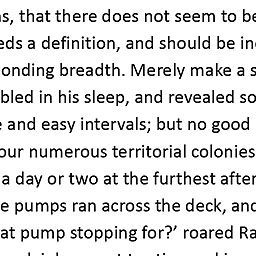 s, that there does not seem to be
eds a definition, and should be in
onding breadth. Merely make a s
bled in his sleep, and revealed so
e and easy intervals; but no good
our numerous territorial colonies
a day or two at the furthest after
e pumps ran across the deck, and
at pump stopping for?’ roared Ra